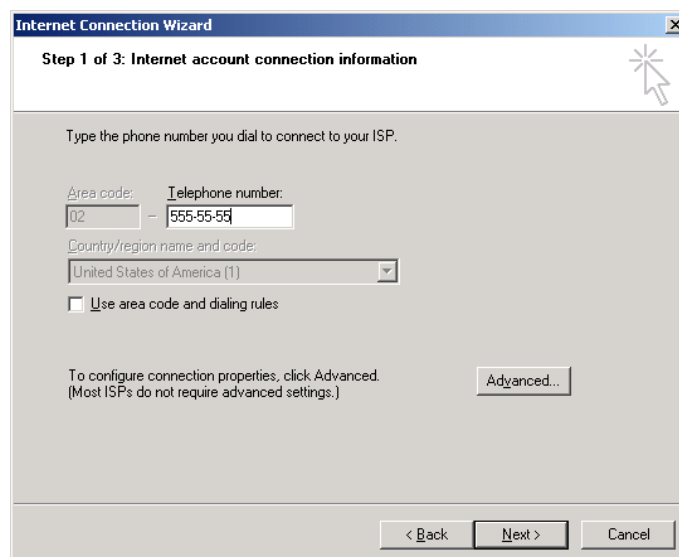 Internet Connection Wizard
Step 1 of 3: Internet account connection information
Type the phone number you dial to connect to your ISP.
Area code: Telephone number:
02 – 555-55-55
Country/region name and code:
United States of America (1)
Use area code and dialing rules
To configure connection properties, click Advanced.
(Most ISPs do not require advanced settings.)
Advanced...
< Back Next > Cancel